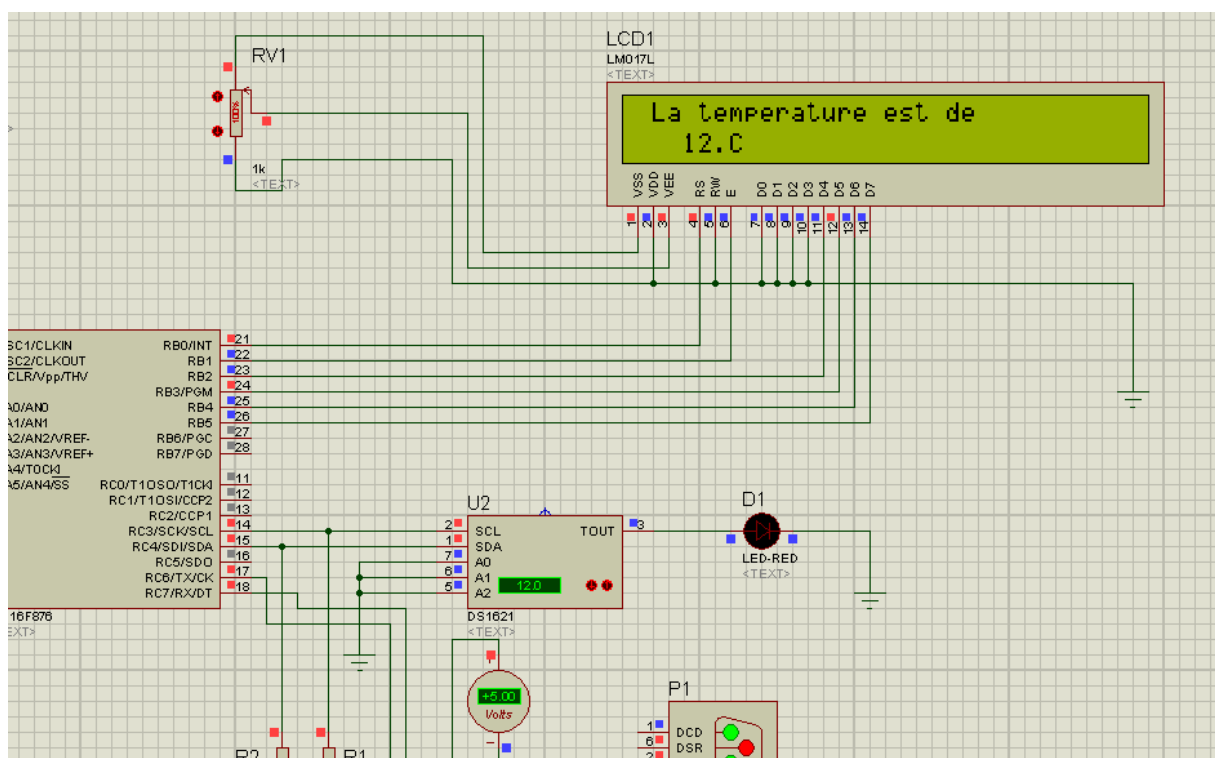 LCD1
LM017L
<TEXT>
La temperature est de
12.C
RV1
100%
1k
<TEXT>
VSS
VDD
VEE
RS
RW
E
D0
D1
D2
D3
D4
D5
D6
D7
1
2
3
4
5
6
7
8
9
10
11
12
13
14
SC1/CLKIN
SC2/CLKOUT
CLR/Vpp/THV
A0/AN0
A1/AN1
A2/AN2/VREF-
A3/AN3/VREF+
A4/T0CKI
A5/AN4/SS
RB0/INT 21
RB1 22
RB2 23
RB3/PGM 24
RB4 25
RB5 26
RB6/PGC 27
RB7/PGD 28
RC0/T1OSO/T1CKI 11
RC1/T1OSI/CCP2 12
RC2/CCP1 13
RC3/SCK/SCL 14
RC4/SDI/SDA 15
RC5/SDO 16
RC6/TX/CK 17
RC7/RX/DT 18
16F876
EXT>
U2
2 SCL TOUT 3
1 SDA
7 A0
6 A1
5 A2
12.0
DS1621
<TEXT>
D1
LED-RED
<TEXT>
+5.00
Volts
P1
1 DCD
6 DSR
2
R2
R1